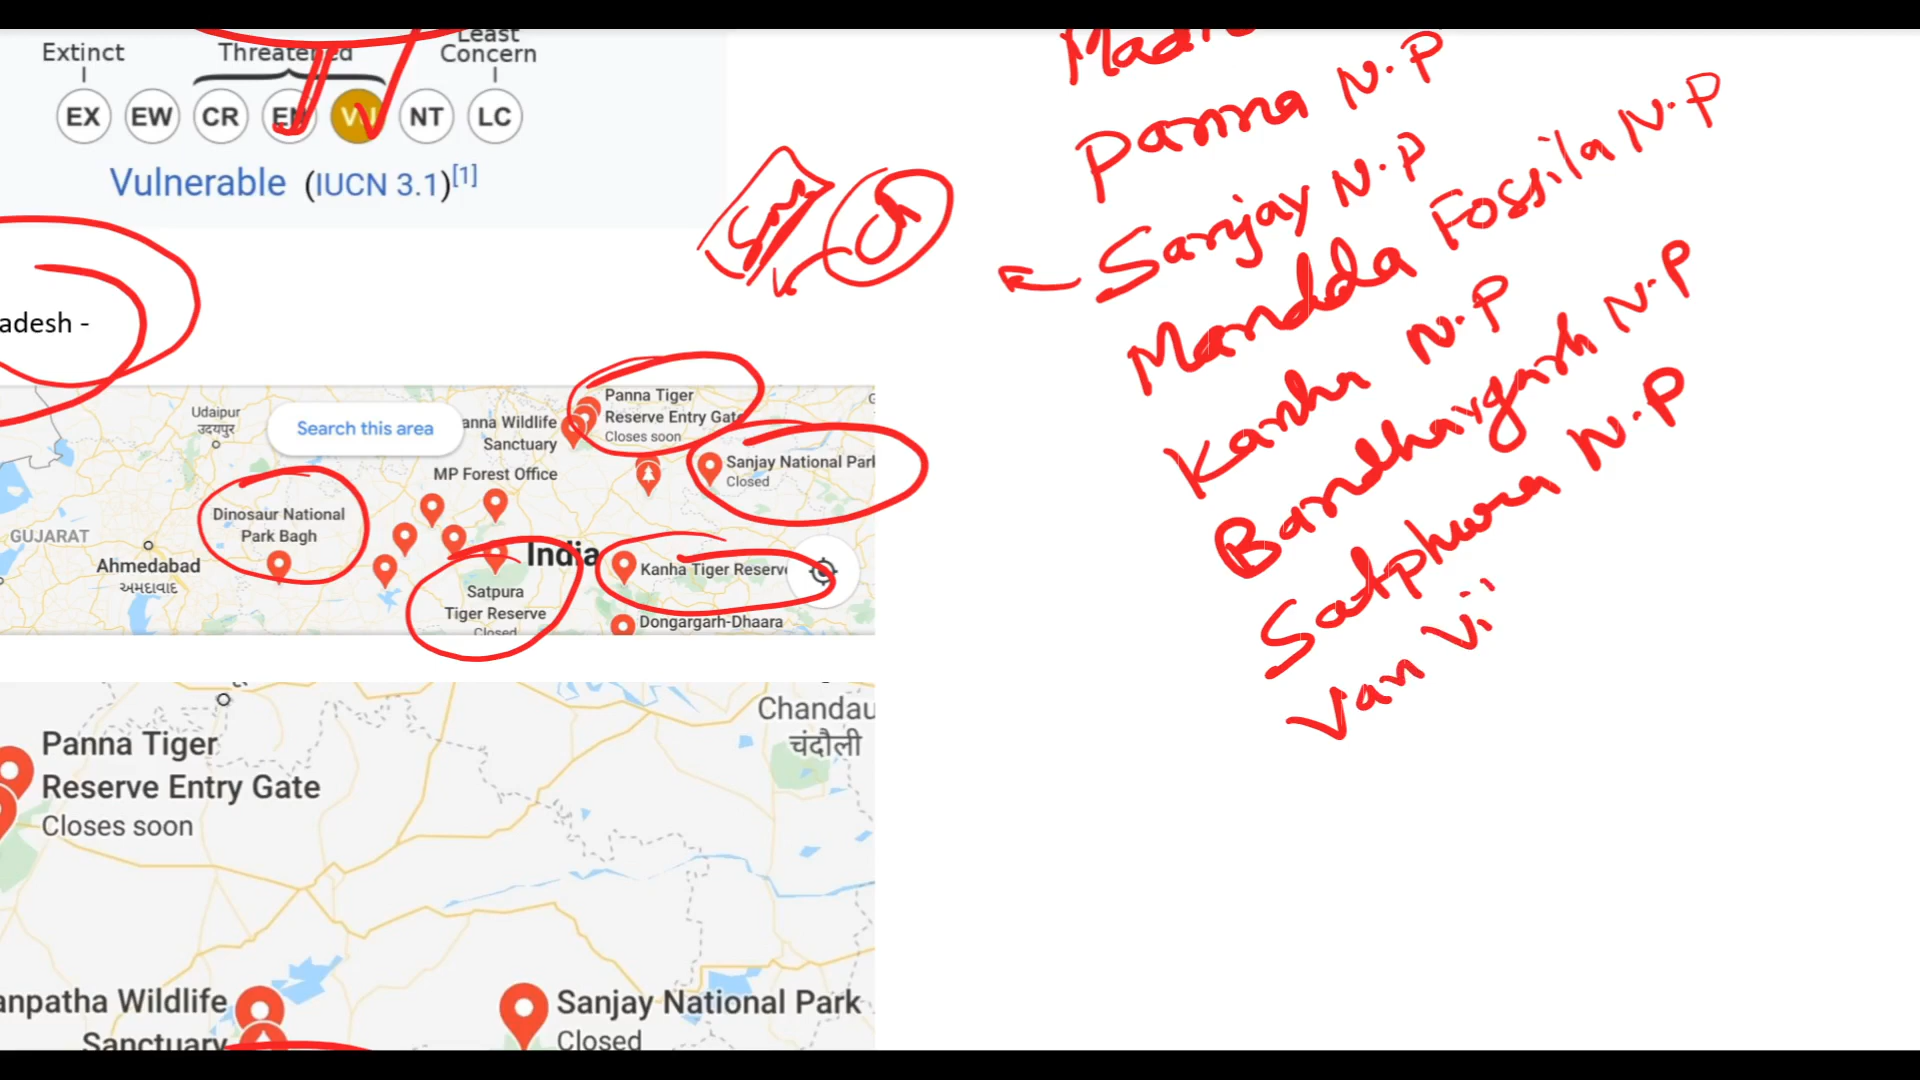 Extinct
Threatened
Least
Concern
EX EW CR EN VU NT LC
Vulnerable (IUCN 3.1)[1]
adesh -
Udaipur
उदयपुर
Search this area
anna Wildlife
Sanctuary
Panna Tiger
Reserve Entry Gate
Closes soon
MP Forest Office
Sanjay National Park
Closed
Dinosaur National
Park Bagh
GUJARAT
Ahmedabad
અમદાવાદ
India
Kanha Tiger Reserve
Satpura
Tiger Reserve
Closed
Dongargarh-Dhaara
Chandau
चंदौली
Panna Tiger
Reserve Entry Gate
Closes soon
anpatha Wildlife
Sanctuary
Sanjay National Park
Closed
Panna N.P
Sanjay N.P
Mandda Fossila N.P
Kanha N.P
Bandhavgarh N.P
Satphura N.P
Van Vi